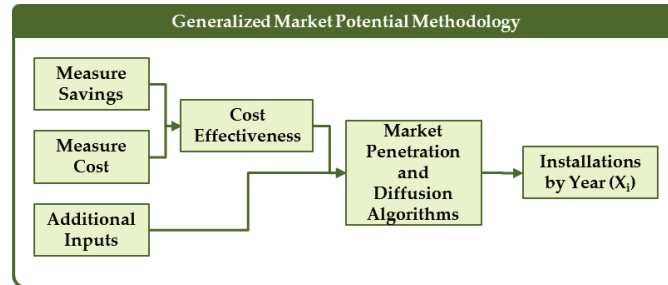 Generalized Market Potential Methodology
Measure
Savings
Measure
Cost
Additional
Inputs
Cost
Effectiveness
Market
Penetration
and
Diffusion
Algorithms
Installations
by Year (Xi)